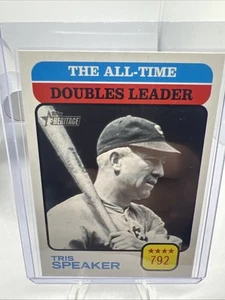 THE ALL-TIME
DOUBLES LEADER
HERITAGE
TRIS
SPEAKER
792